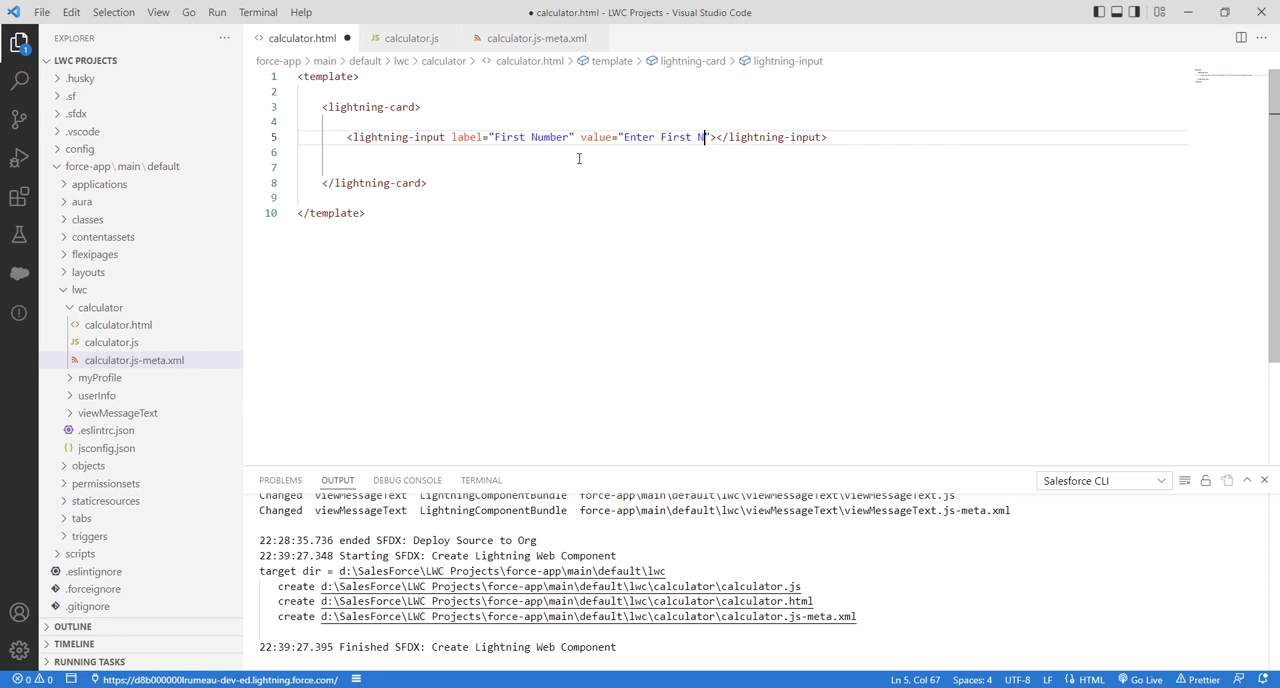 File Edit Selection View Go Run Terminal Help
● calculator.html - LWC Projects - Visual Studio Code
EXPLORER
LWC PROJECTS
.husky
.sf
.sfdx
.vscode
config
force-app\main\default
applications
aura
classes
contentassets
flexipages
layouts
lwc
calculator
calculator.html
JS calculator.js
calculator.js-meta.xml
myProfile
userInfo
viewMessageText
.eslintrc.json
jsconfig.json
objects
permissionsets
staticresources
tabs
triggers
scripts
.eslintignore
.forceignore
.gitignore
OUTLINE
TIMELINE
RUNNING TASKS
calculator.html ● JS calculator.js calculator.js-meta.xml
force-app > main > default > lwc > calculator > calculator.html > template > lightning-card > lightning-input
1 <template>
2
3 <lightning-card>
4
5 <lightning-input label="First Number" value="Enter First N"></lightning-input>
6
7
8 </lightning-card>
9
10 </template>
PROBLEMS OUTPUT DEBUG CONSOLE TERMINAL
Salesforce CLI
Changed viewMessageText LightningComponentBundle force-app\main\default\lwc\viewMessageText\viewMessageText.js
Changed viewMessageText LightningComponentBundle force-app\main\default\lwc\viewMessageText\viewMessageText.js-meta.xml
22:28:35.736 ended SFDX: Deploy Source to Org
22:39:27.348 Starting SFDX: Create Lightning Web Component
target dir = d:\SalesForce\LWC Projects\force-app\main\default\lwc
create d:\SalesForce\LWC Projects\force-app\main\default\lwc\calculator\calculator.js
create d:\SalesForce\LWC Projects\force-app\main\default\lwc\calculator\calculator.html
create d:\SalesForce\LWC Projects\force-app\main\default\lwc\calculator\calculator.js-meta.xml
22:39:27.395 Finished SFDX: Create Lightning Web Component
0 0 https://d8b000000lrumeau-dev-ed.lightning.force.com/ Ln 5, Col 67 Spaces: 4 UTF-8 LF HTML Go Live Prettier